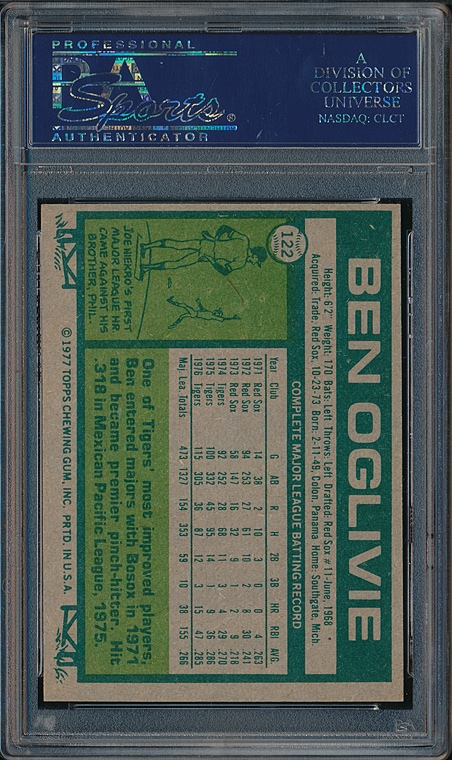 PROFESSIONAL
PSA
Sports®
AUTHENTICATOR
A
DIVISION OF
COLLECTORS
UNIVERSE
NASDAQ: CLCT
122
BEN OGLIVIE
Height: 6'2" Weight: 170 Bats: Left Throws: Left Drafted: Red Sox #11-June, 1968
Acquired: Trade, Red Sox, 10-23-73 Born: 2-11-49, Colon, Panama Home: Southgate, Mich.
COMPLETE MAJOR LEAGUE BATTING RECORD
Year Club G AB R H 2B 3B HR RBI AVG.
1971 Red Sox 14 38 2 10 3 0 0 4 .263
1972 Red Sox 94 253 27 61 10 2 8 30 .241
1973 Red Sox 58 147 16 32 9 1 2 9 .218
1974 Tigers 92 252 28 68 11 3 4 29 .270
1975 Tigers 100 332 45 95 14 1 9 36 .286
1976 Tigers 115 305 36 87 12 3 15 47 .285
Maj. Lea. Totals 473 1327 154 353 59 10 38 155 .266
JOE NIEKRO'S FIRST
MAJOR LEAGUE HR.
CAME AGAINST HIS
BROTHER, PHIL.
One of Tigers' most improved players,
Ben entered majors with Bosox in 1971
and became premier pinch-hitter. Hit
.318 in Mexican Pacific League, 1975.
© 1977 TOPPS CHEWING GUM, INC. PRTD. IN U.S.A.